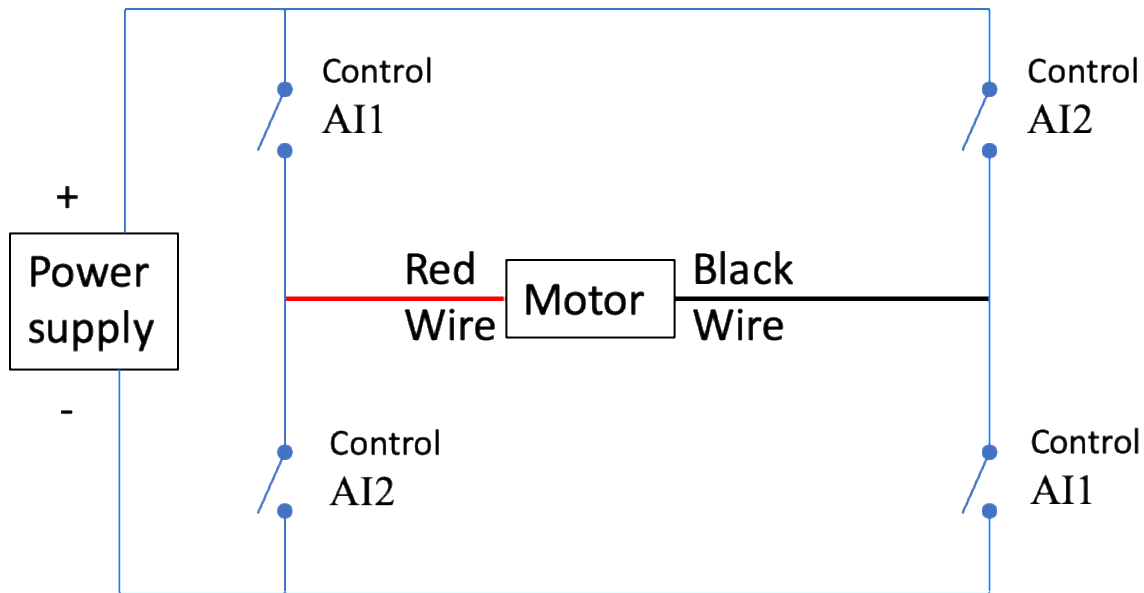 Control
AI1
Control
AI2
+
Power
supply
-
Red
Wire
Motor
Black
Wire
Control
AI2
Control
AI1